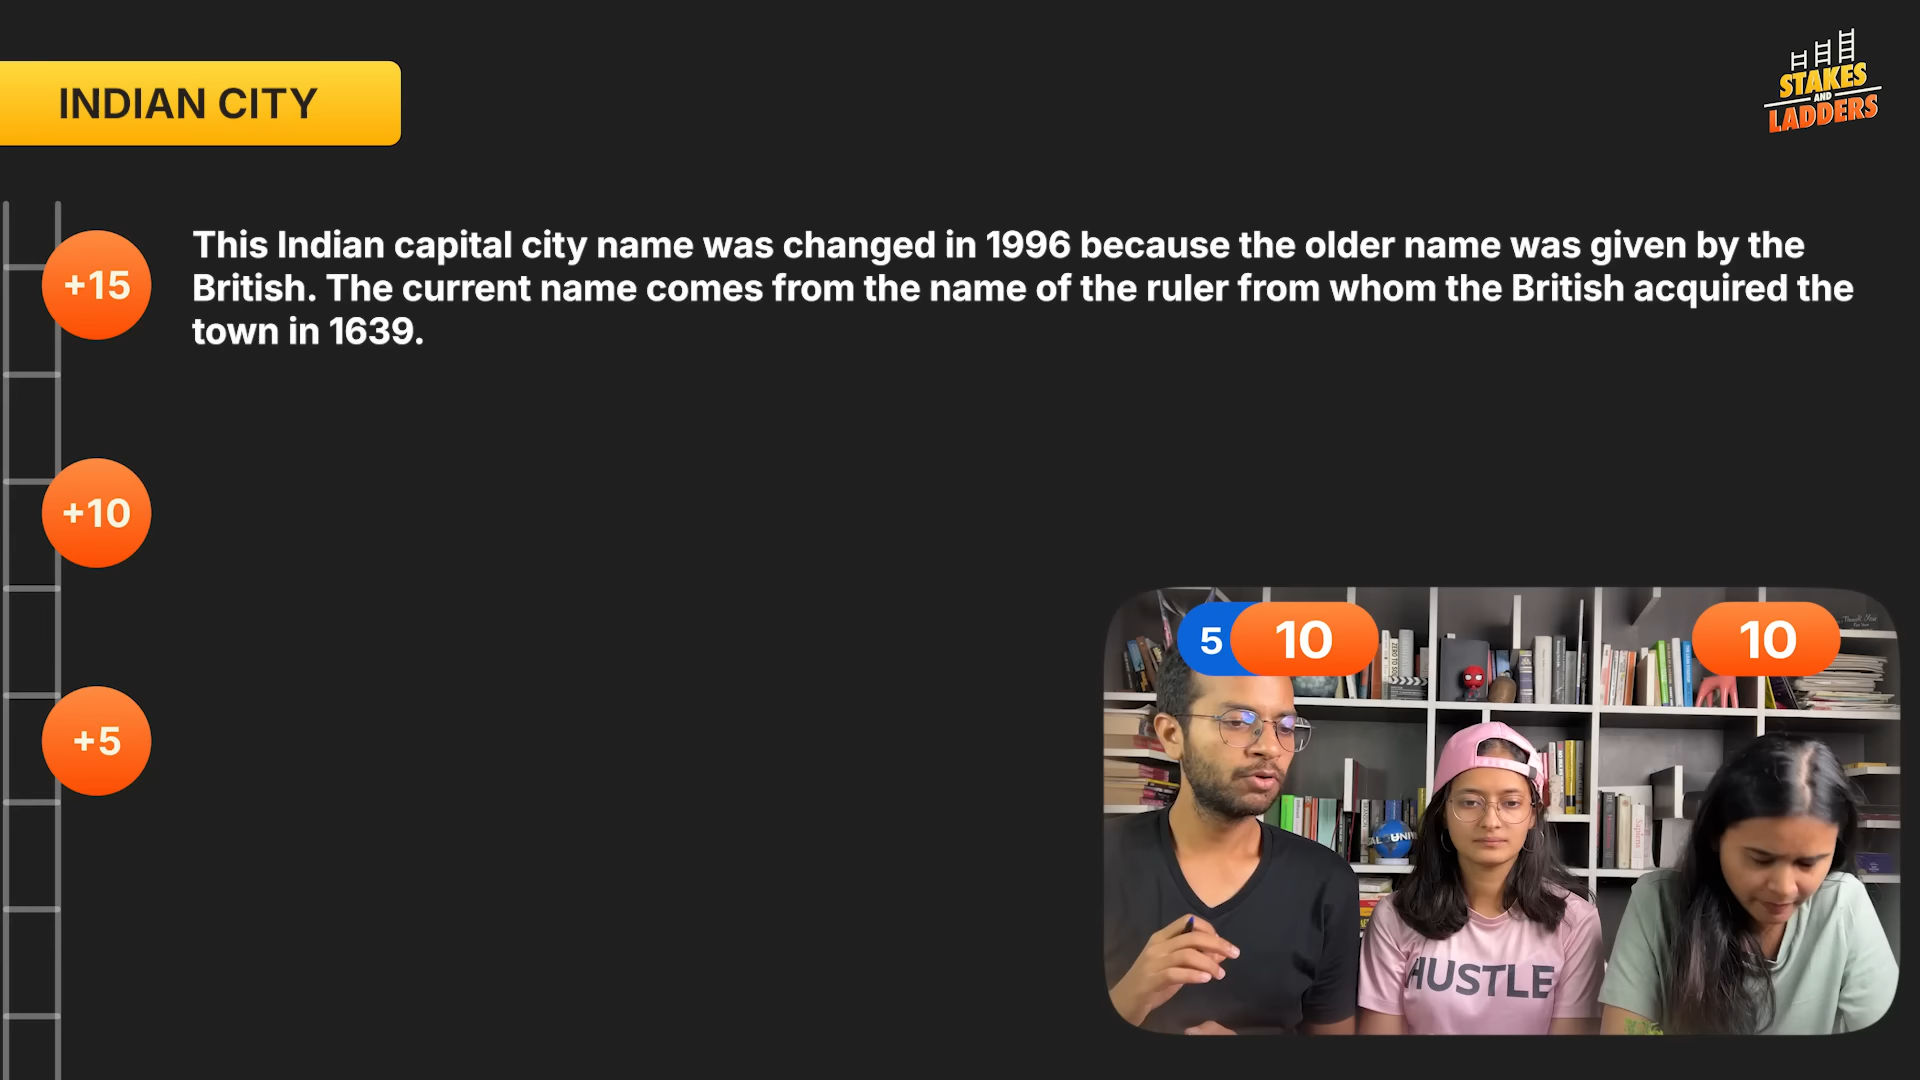 INDIAN CITY
STAKES
AND
LADDERS
+15
This Indian capital city name was changed in 1996 because the older name was given by the
British. The current name comes from the name of the ruler from whom the British acquired the
town in 1639.
+10
+5
5
10
10
HUSTLE